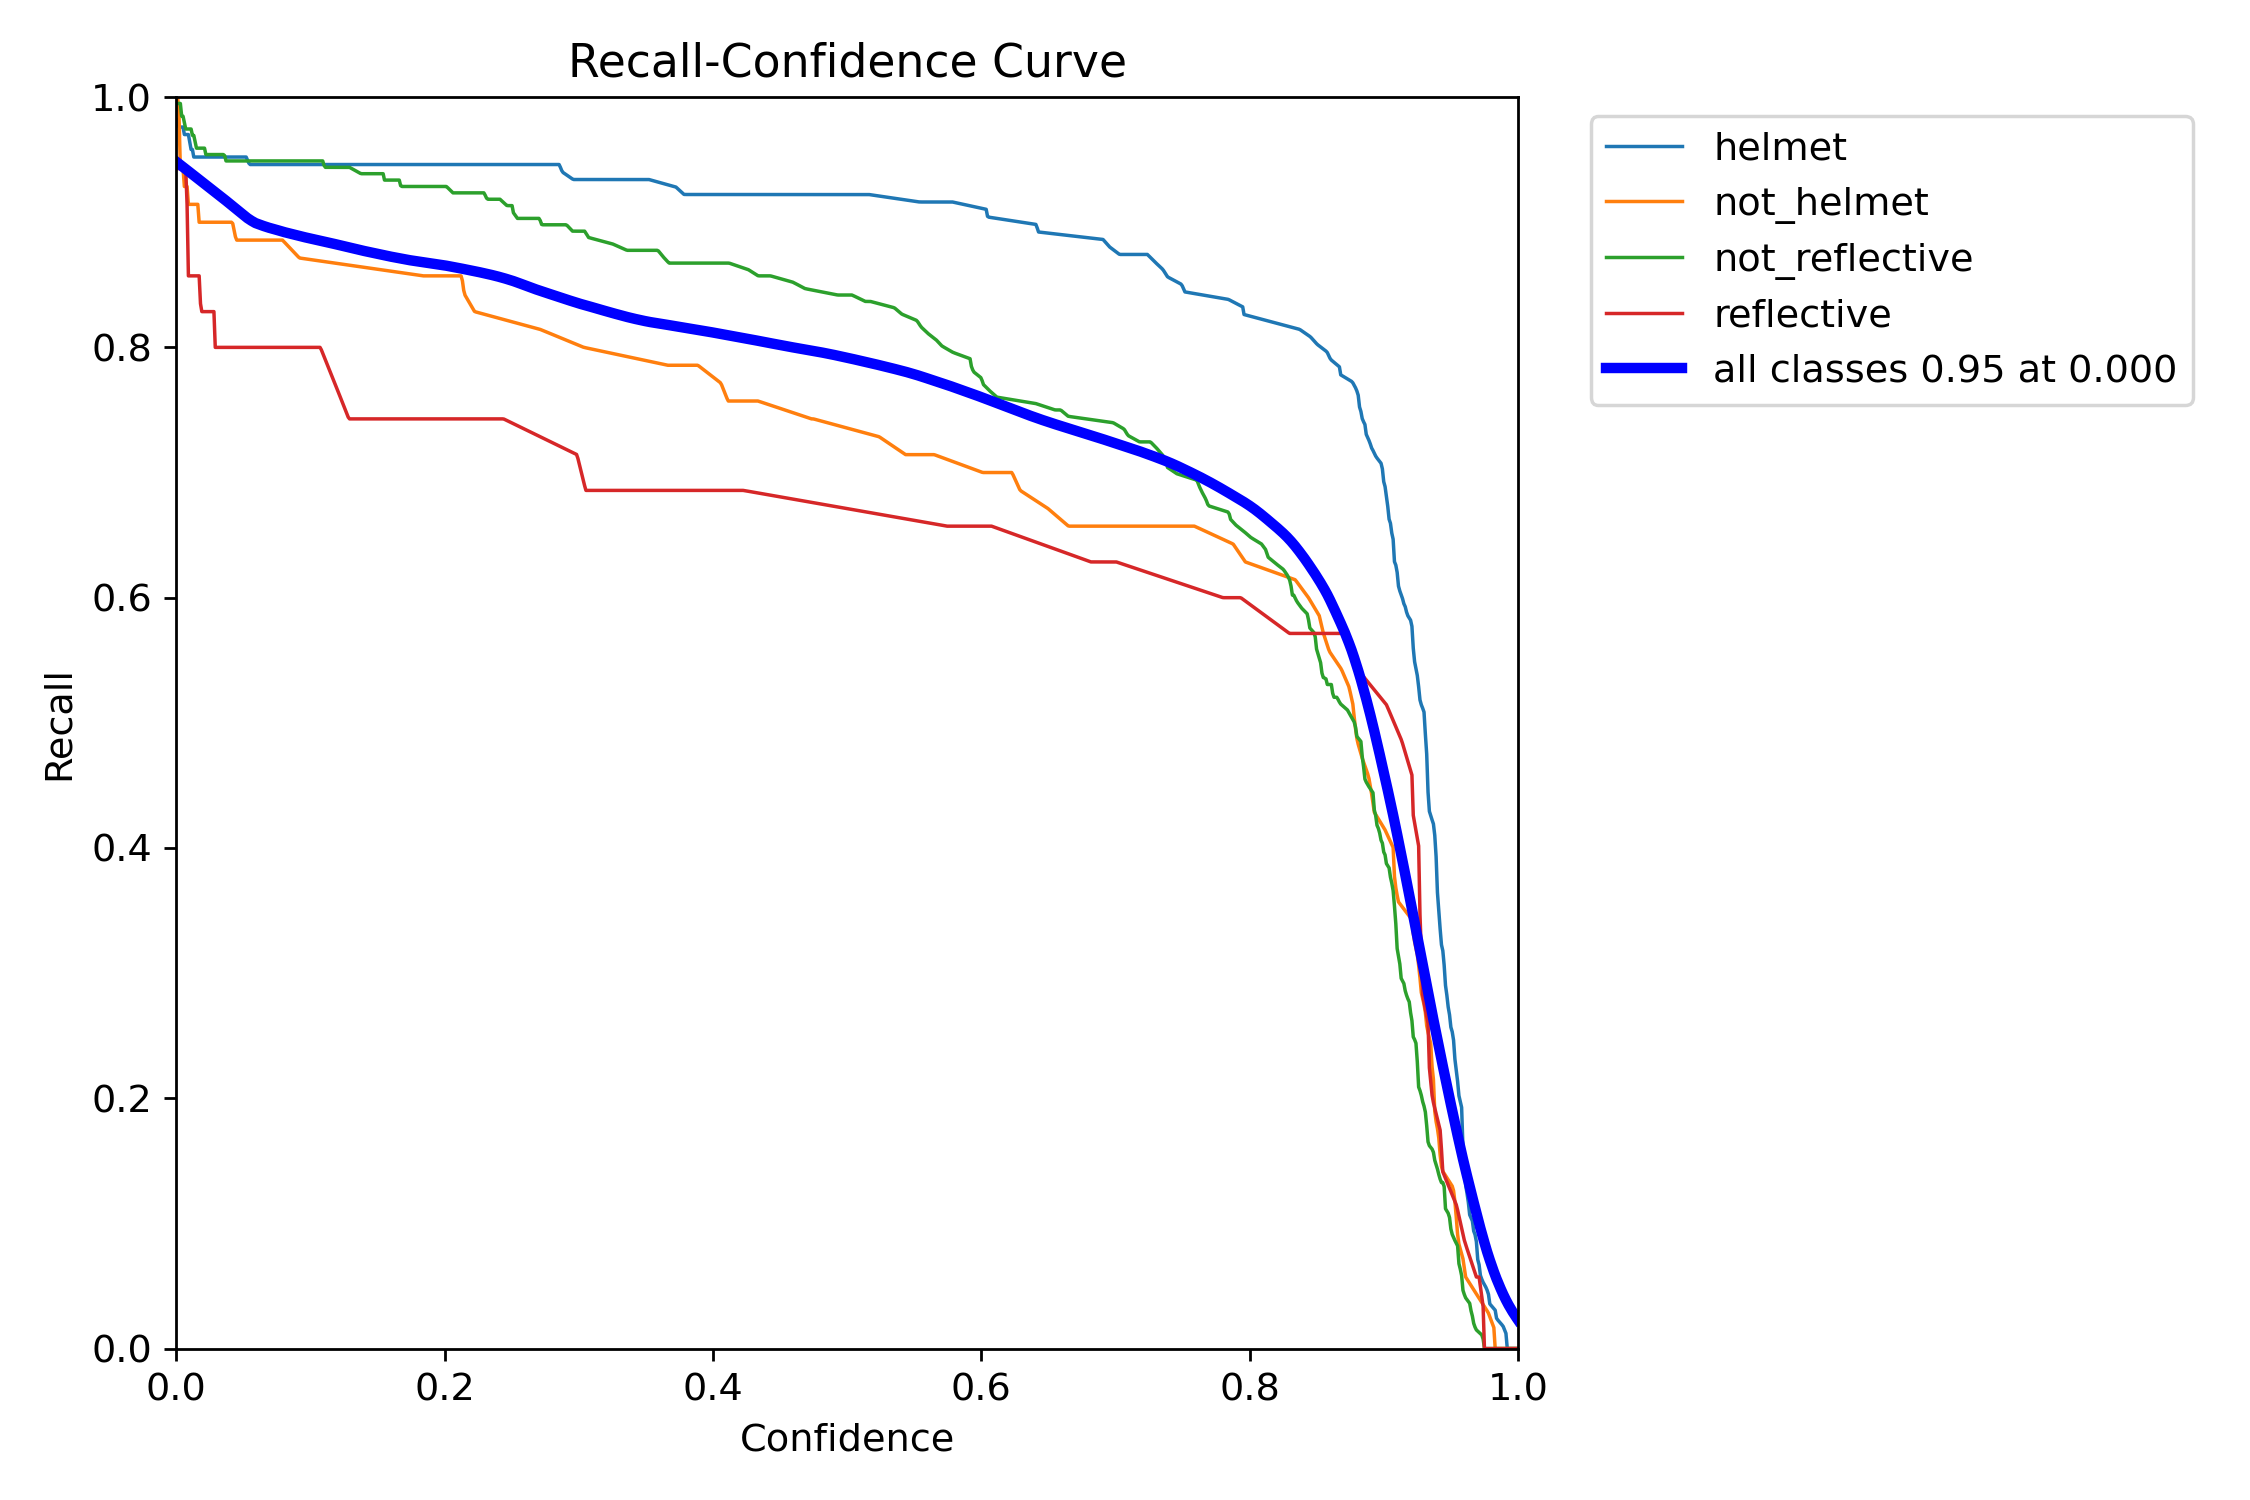 Recall-Confidence Curve
1.0
0.8
0.6
0.4
0.2
0.0
Recall
0.0 0.2 0.4 0.6 0.8 1.0
Confidence
helmet
not_helmet
not_reflective
reflective
all classes 0.95 at 0.000